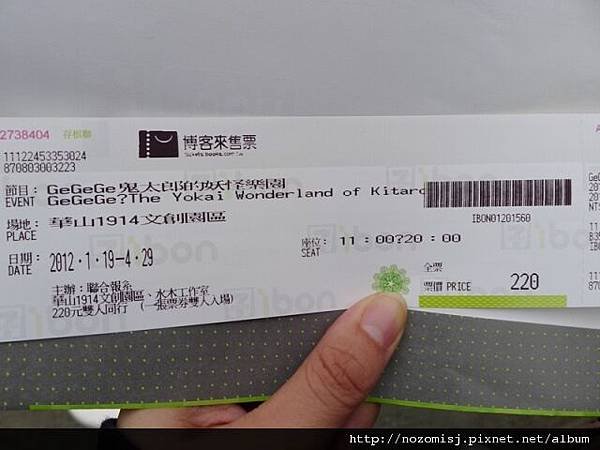 2738404 存根聯
博客來售票
tickets.books.com.tw
11122453353024
870803003223
節目: GeGeGe鬼太郎的妖怪樂園
EVENT GeGeGe?The Yokai Wonderland of Kitaro
IBON01201560
場地: 華山1914文創園區
PLACE
日期: 2012·1·19-4·29
DATE
座位: 11:00?20:00
SEAT
全票
票價 PRICE 220
主辦:聯合報系
華山1914文創園區、水木工作室
220元雙人同行 (一張票券雙人入場)
ibon
http://nozomisj.pixnet.net/album